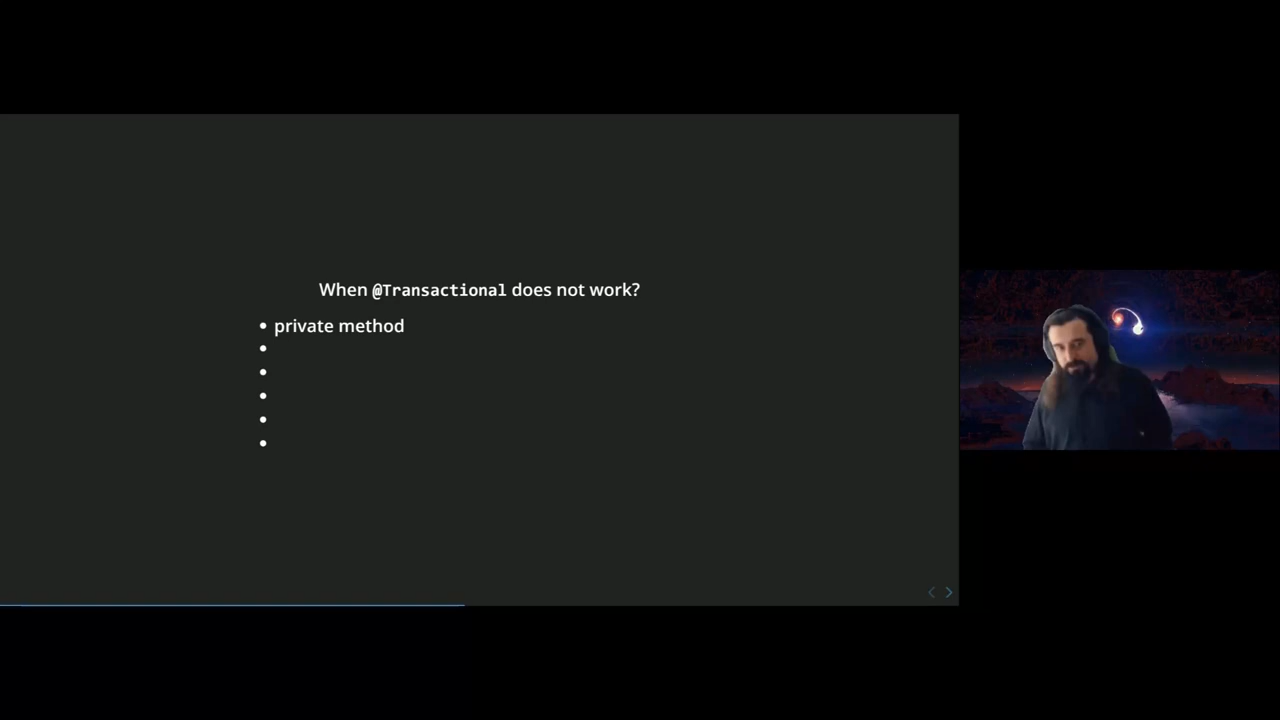 When @Transactional does not work?
• private method